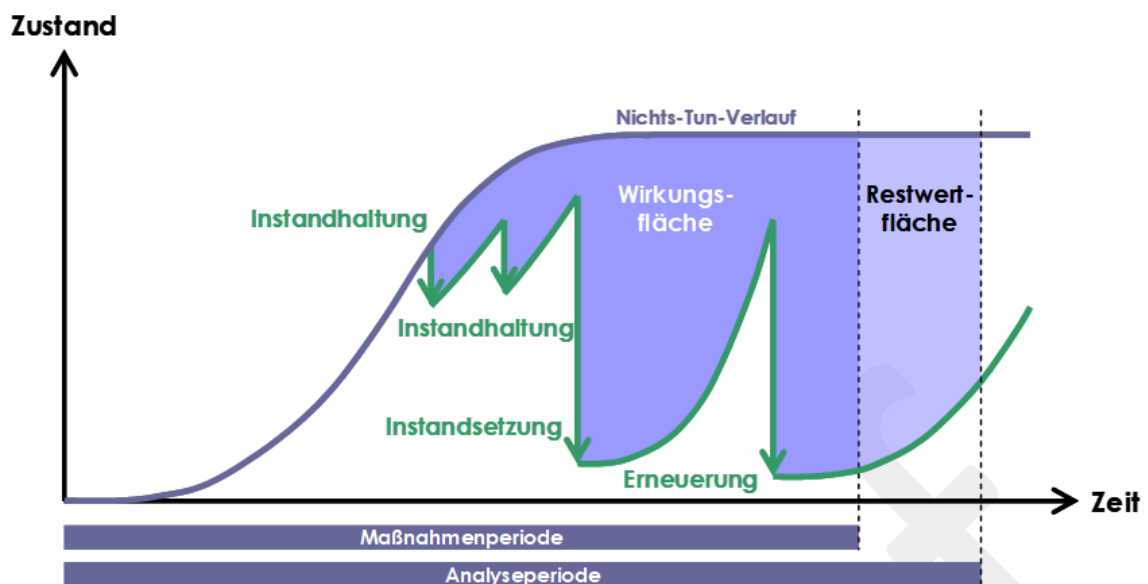 Zustand
Nichts-Tun-Verlauf
Instandhaltung
Wirkungs-
fläche
Restwert-
fläche
Instandhaltung
Instandsetzung
Erneuerung
Zeit
Maßnahmenperiode
Analyseperiode